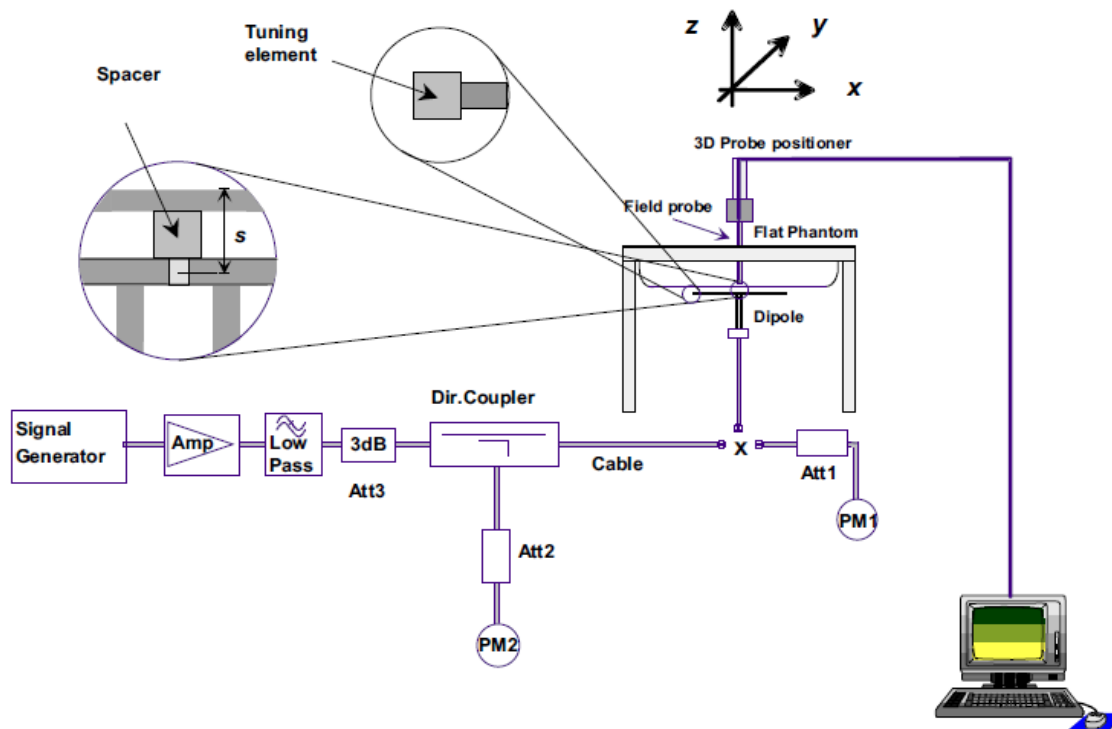 Tuning
element
Spacer
z
y
x
s
3D Probe positioner
Field probe
Flat Phantom
Dipole
Dir.Coupler
Signal
Generator
Amp
Low
Pass
3dB
Att3
Cable
x
Att1
PM1
Att2
PM2